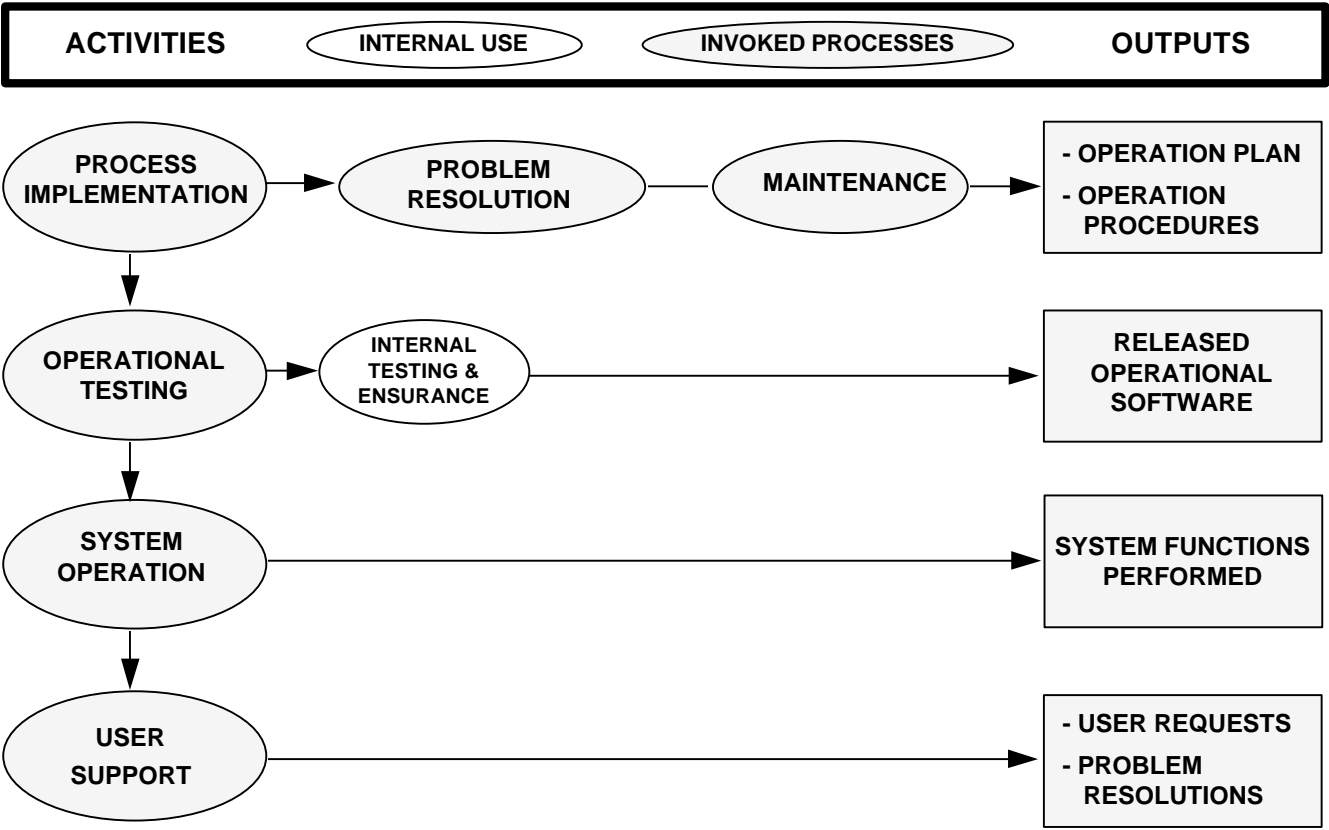 ACTIVITIES
INTERNAL USE
INVOKED PROCESSES
OUTPUTS
PROCESS
IMPLEMENTATION
PROBLEM
RESOLUTION
MAINTENANCE
- OPERATION PLAN
- OPERATION
PROCEDURES
OPERATIONAL
TESTING
INTERNAL
TESTING &
ENSURANCE
RELEASED
OPERATIONAL
SOFTWARE
SYSTEM
OPERATION
SYSTEM FUNCTIONS
PERFORMED
USER
SUPPORT
- USER REQUESTS
- PROBLEM
RESOLUTIONS